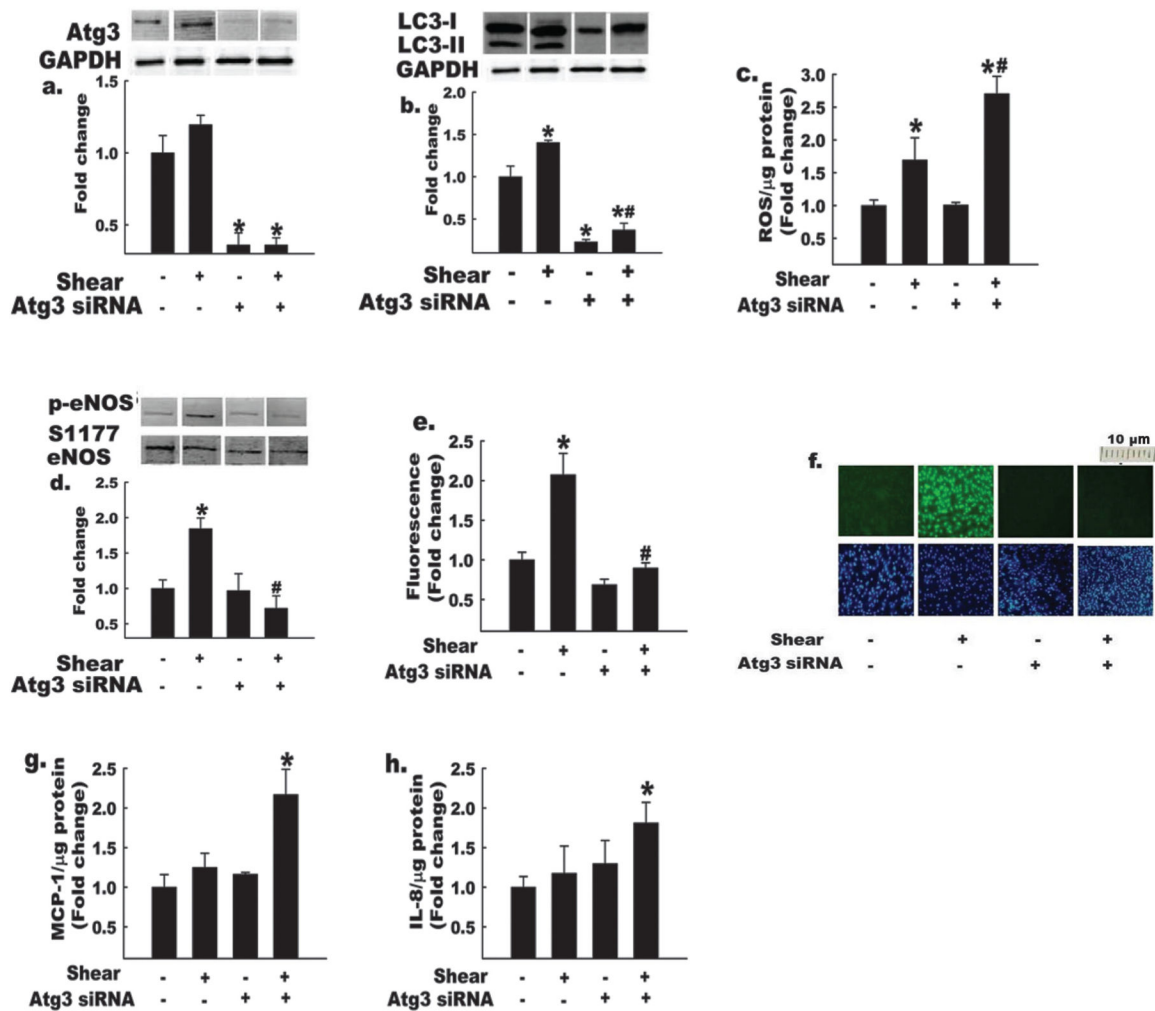 Atg3
GAPDH
a.
Fold change
1.5
1.0
0.5
* *
Shear - + - +
Atg3 siRNA - - + +
LC3-I
LC3-II
GAPDH
b.
Fold change
2.0
1.5
1.0
0.5
* * *#
Shear - + - +
Atg3 siRNA - - + +
c.
ROS/µg protein
(Fold change)
3.0
2.5
2.0
1.5
1.0
0.5
* *#
Shear - + - +
Atg3 siRNA - - + +
p-eNOS
S1177
eNOS
d.
Fold change
2.5
2.0
1.5
1.0
0.5
* #
Shear - + - +
Atg3 siRNA - - + +
e.
Fluorescence
(Fold change)
2.5
2.0
1.5
1.0
0.5
* #
Shear - + - +
Atg3 siRNA - - + +
f.
10 µm
Shear - + - +
Atg3 siRNA - - + +
g.
MCP-1/µg protein
(Fold change)
2.5
2.0
1.5
1.0
0.5
*
Shear - + - +
Atg3 siRNA - - + +
h.
IL-8/µg protein
(Fold change)
2.5
2.0
1.5
1.0
0.5
*
Shear - + - +
Atg3 siRNA - - + +